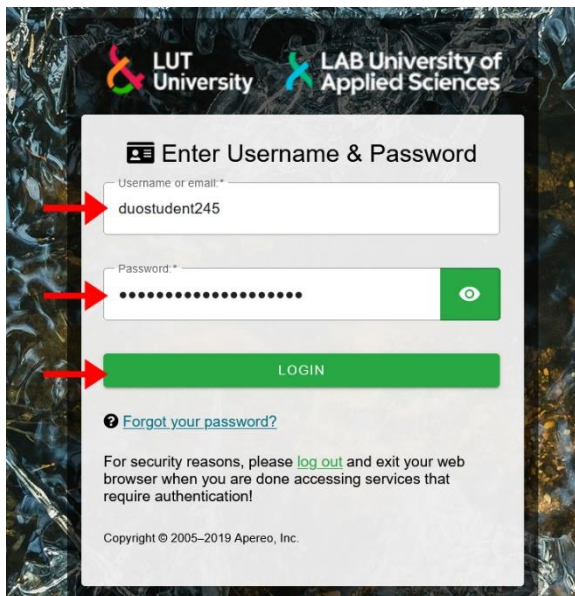 LUT
University
LAB University of
Applied Sciences
Enter Username & Password
Username or email:*
duostudent245
Password:*
••••••••••••••••••••
LOGIN
Forgot your password?
For security reasons, please log out and exit your web
browser when you are done accessing services that
require authentication!
Copyright © 2005–2019 Apereo, Inc.